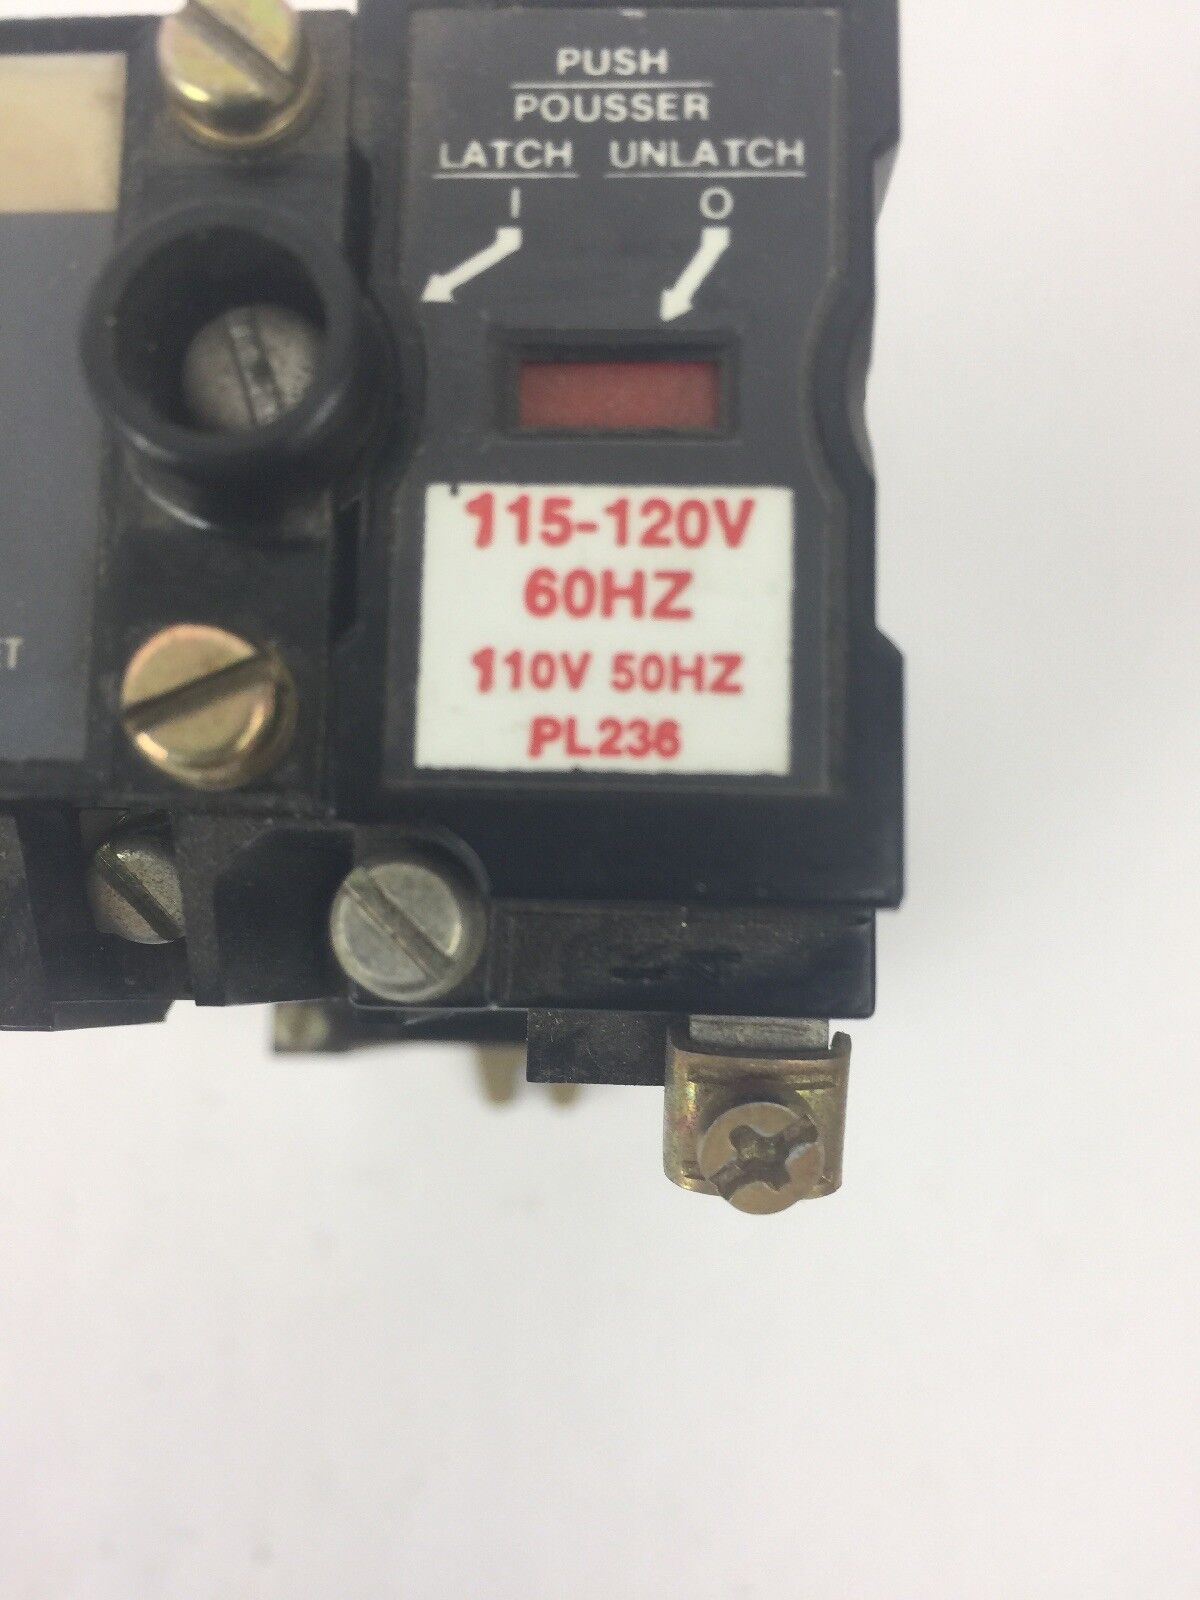 PUSH
POUSSER
LATCH UNLATCH
I O
115-120V
60HZ
110V 50HZ
PL236